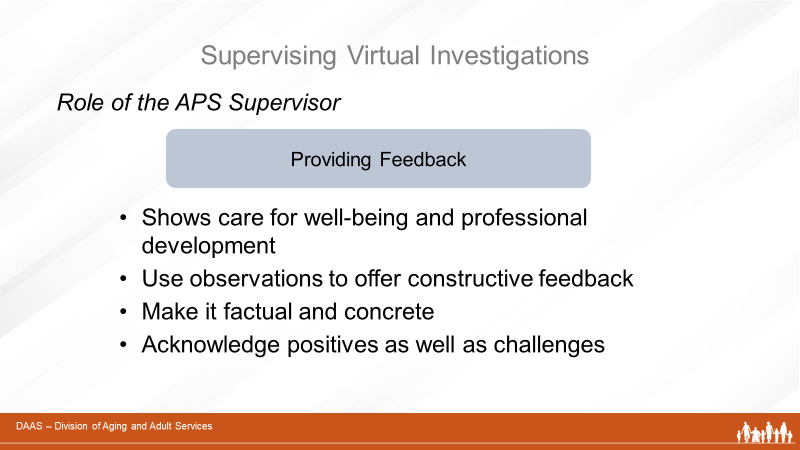 Supervising Virtual Investigations
Role of the APS Supervisor
Providing Feedback
• Shows care for well-being and professional
development
• Use observations to offer constructive feedback
• Make it factual and concrete
• Acknowledge positives as well as challenges
DAAS – Division of Aging and Adult Services